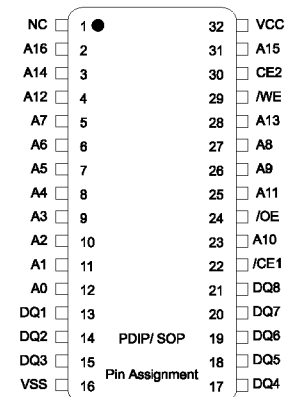 NC 1 32 VCC
A16 2 31 A15
A14 3 30 CE2
A12 4 29 /WE
A7 5 28 A13
A6 6 27 A8
A5 7 26 A9
A4 8 25 A11
A3 9 24 /OE
A2 10 23 A10
A1 11 22 /CE1
A0 12 21 DQ8
DQ1 13 20 DQ7
DQ2 14 PDIP/ SOP 19 DQ6
DQ3 15 18 DQ5
Pin Assignment
VSS 16 17 DQ4